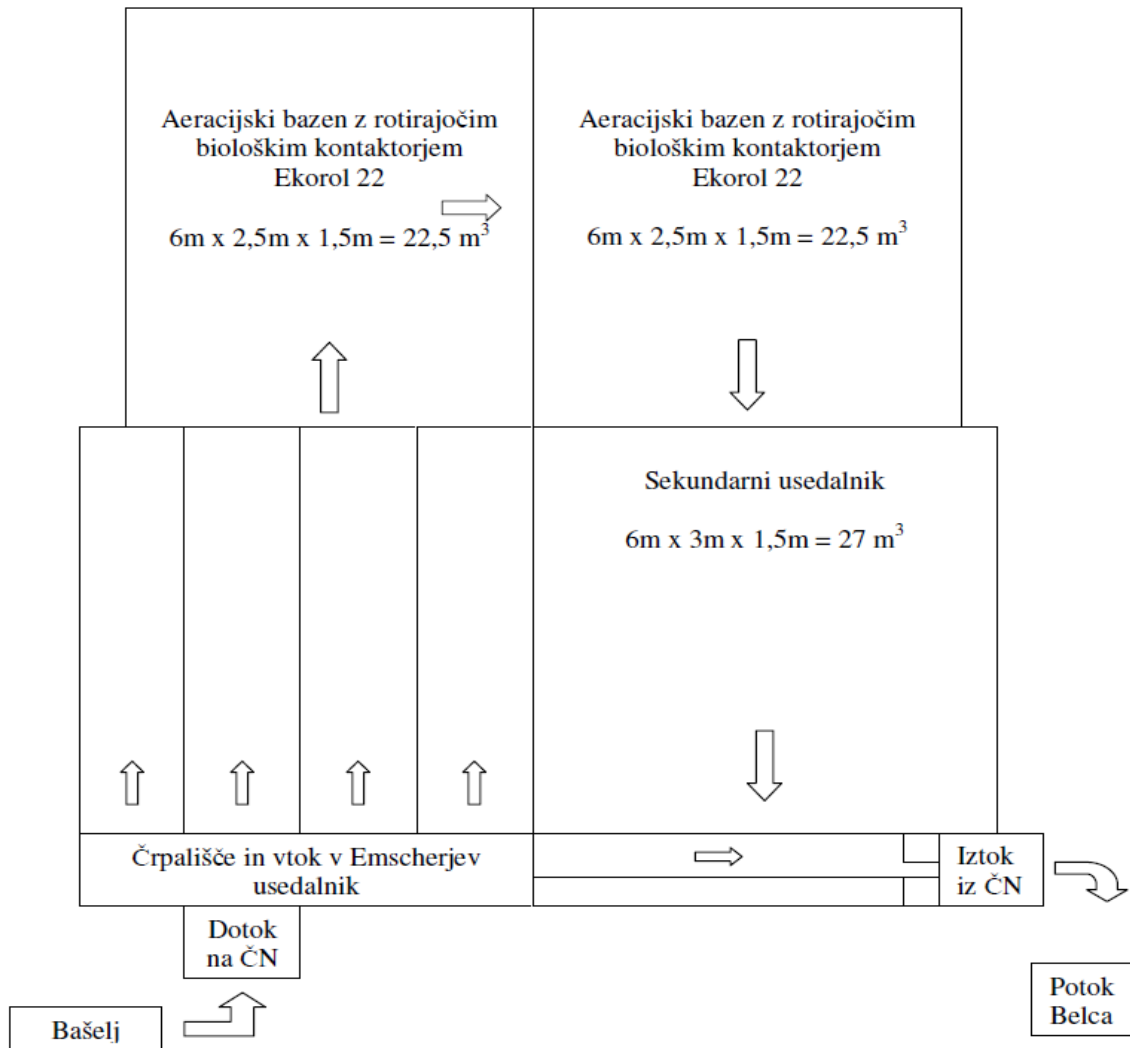 Aeracijski bazen z rotirajočim
biološkim kontaktorjem
Ekorol 22
6m x 2,5m x 1,5m = 22,5 m³
Aeracijski bazen z rotirajočim
biološkim kontaktorjem
Ekorol 22
6m x 2,5m x 1,5m = 22,5 m³
Sekundarni usedalnik
6m x 3m x 1,5m = 27 m³
Črpališče in vtok v Emscherjev
usedalnik
Iztok
iz ČN
Dotok
na ČN
Bašelj
Potok
Belca